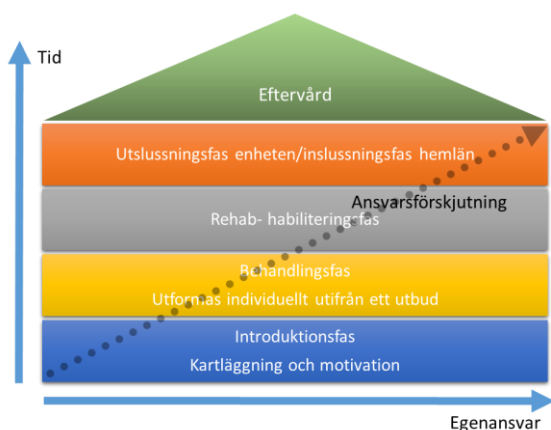 Tid
Eftervård
Utslussningsfas enheten/inslussningsfas hemlän
Ansvarsförskjutning
Rehab- habiliteringsfas
Behandlingsfas
Utformas individuellt utifrån ett utbud
Introduktionsfas
Kartläggning och motivation
Egenansvar